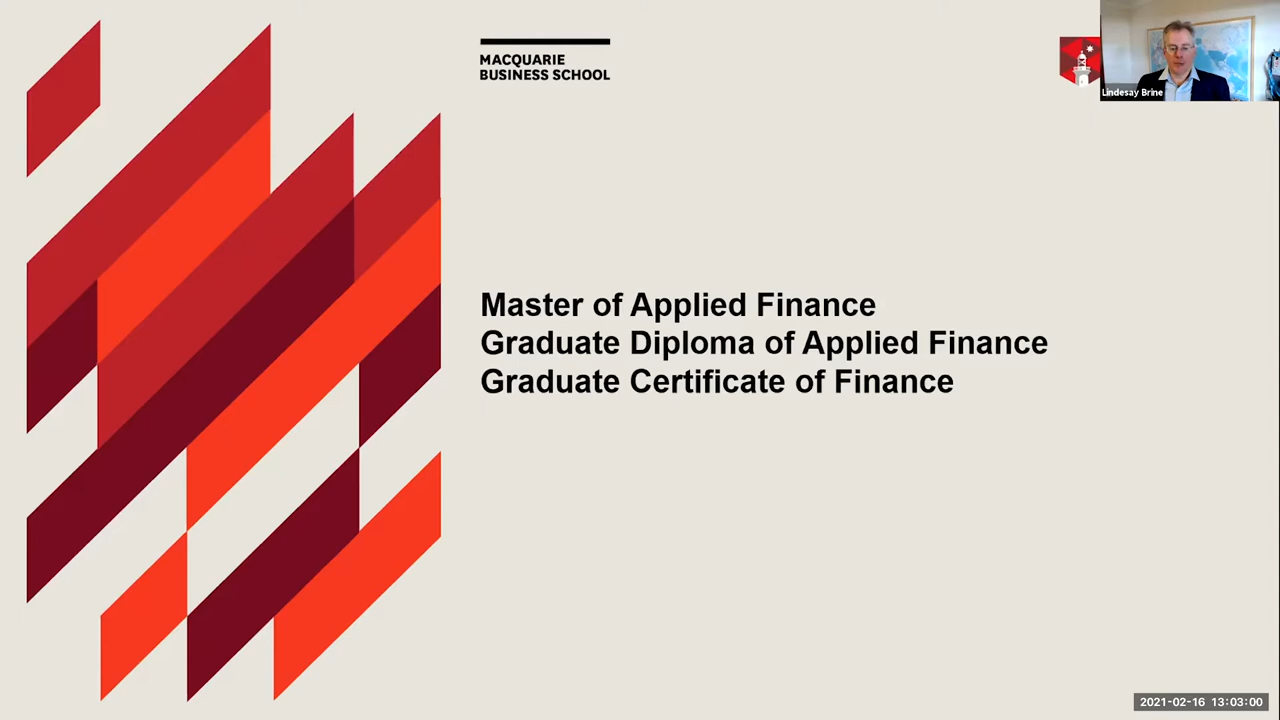 MACQUARIE
BUSINESS SCHOOL
Lindesay Brine
Master of Applied Finance
Graduate Diploma of Applied Finance
Graduate Certificate of Finance
2021-02-16 13:03:00